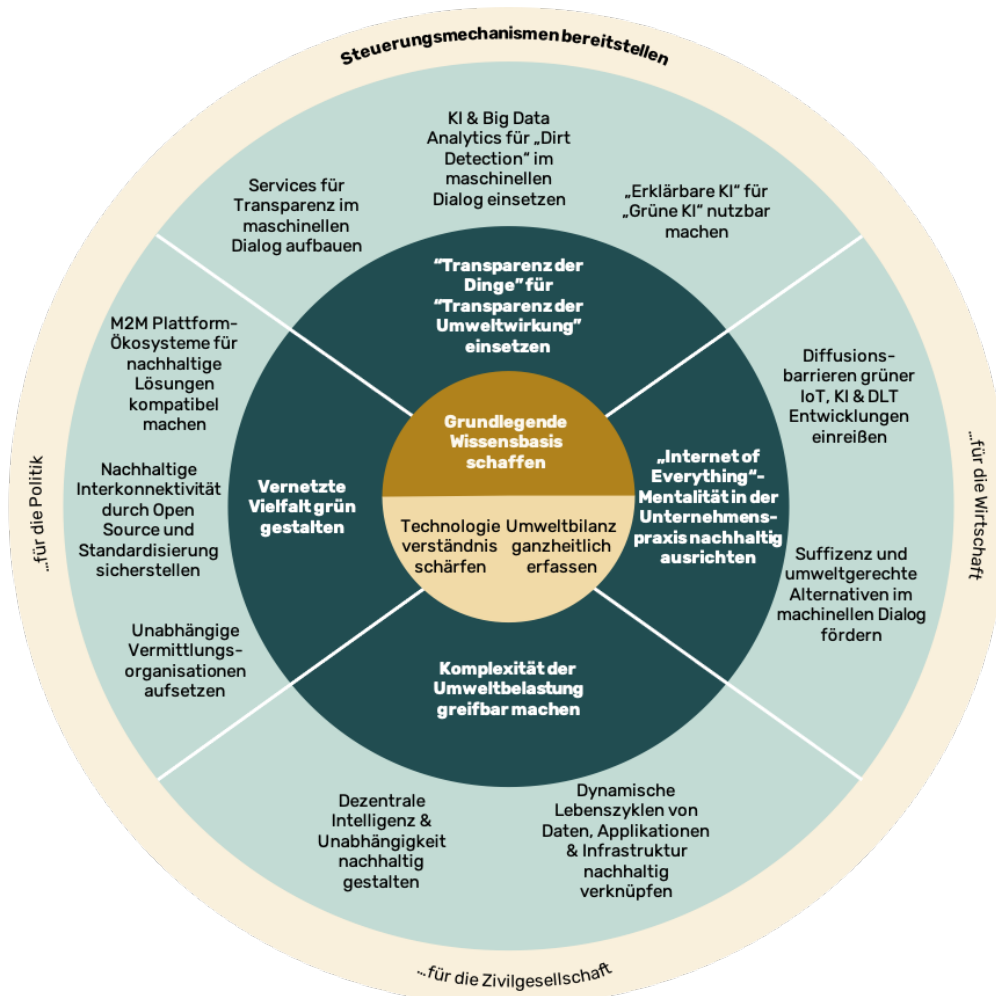 Steuerungsmechanismen bereitstellen
KI & Big Data
Analytics für „Dirt
Detection“ im
maschinellen
Dialog einsetzen
Services für
Transparenz im
maschinellen
Dialog aufbauen
„Erklärbare KI“ für
„Grüne KI“ nutzbar
machen
“Transparenz der
Dinge” für
“Transparenz der
Umweltwirkung”
einsetzen
M2M Plattform-
Ökosysteme für
nachhaltige
Lösungen
kompatibel
machen
Nachhaltige
Interkonnektivität
durch Open
Source und
Standardisierung
sicherstellen
Unabhängige
Vermittlungs-
organisationen
aufsetzen
Vernetzte
Vielfalt grün
gestalten
Grundlegende
Wissensbasis
schaffen
Technologie
verständnis
schärfen
Umweltbilanz
ganzheitlich
erfassen
„Internet of
Everything“-
Mentalität in der
Unternehmens-
praxis nachhaltig
ausrichten
Diffusions-
barrieren grüner
IoT, KI & DLT
Entwicklungen
einreißen
Suffizenz und
umweltgerechte
Alternativen im
machinellen Dialog
fördern
Komplexität der
Umweltbelastung
greifbar machen
Dezentrale
Intelligenz &
Unabhängigkeit
nachhaltig
gestalten
Dynamische
Lebenszyklen von
Daten, Applikationen
& Infrastruktur
nachhaltig
verknüpfen
...für die Politik
...für die Wirtschaft
...für die Zivilgesellschaft